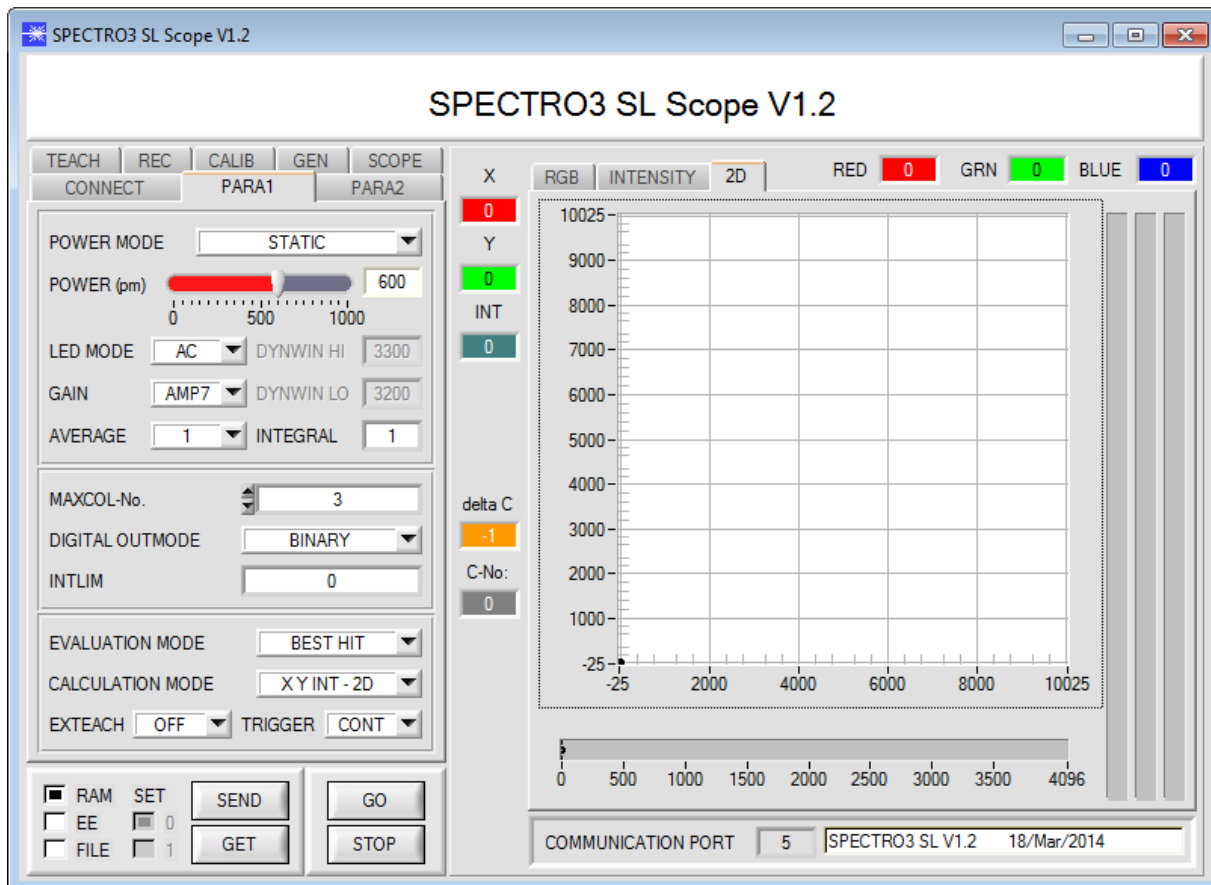 SPECTRO3 SL Scope V1.2
SPECTRO3 SL Scope V1.2
TEACH REC CALIB GEN SCOPE
CONNECT PARA1 PARA2
POWER MODE STATIC
POWER (pm) 600
0 500 1000
LED MODE AC DYNWIN HI 3300
GAIN AMP7 DYNWIN LO 3200
AVERAGE 1 INTEGRAL 1
MAXCOL-No. 3
DIGITAL OUTMODE BINARY
INTLIM 0
EVALUATION MODE BEST HIT
CALCULATION MODE X Y INT - 2D
EXTEACH OFF TRIGGER CONT
RAM SET SEND GO
EE 0
FILE 1 GET STOP
X
0
Y
0
INT
0
delta C
-1
C-No:
0
RGB INTENSITY 2D RED 0 GRN 0 BLUE 0
10025
9000
8000
7000
6000
5000
4000
3000
2000
1000
-25
-25 2000 4000 6000 8000 10025
0 500 1000 1500 2000 2500 3000 3500 4096
COMMUNICATION PORT 5 SPECTRO3 SL V1.2 18/Mar/2014